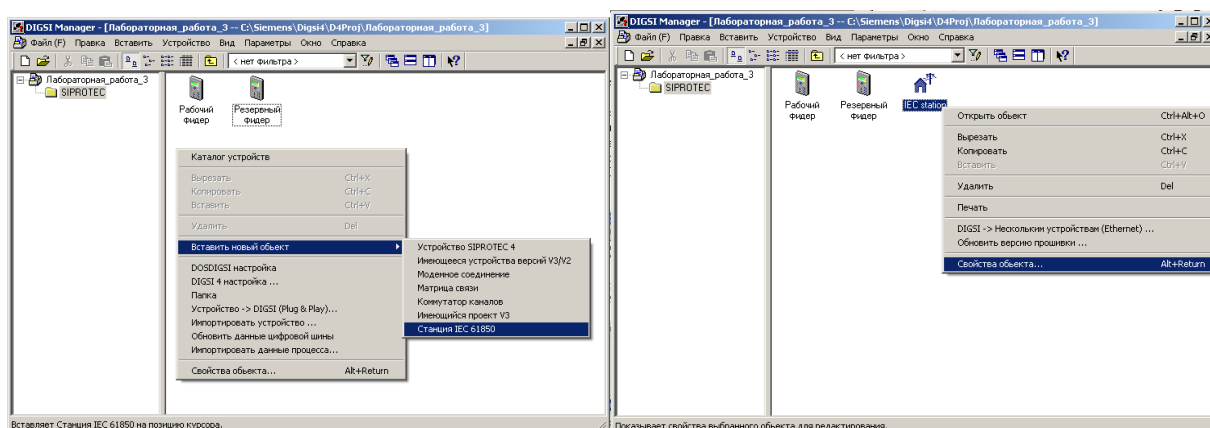 DIGSI Manager - [Лабораторная_работа_3 -- C:\Siemens\Digsi4\D4Proj\Лабораторная_работа_3]
Файл (F) Правка Вставить Устройство Вид Параметры Окно Справка
< нет фильтра >
Лабораторная_работа_3
SIPROTEC
Рабочий фидер
Резервный фидер
Каталог устройств
Вырезать Ctrl+X
Копировать Ctrl+C
Вставить Ctrl+V
Удалить Del
Вставить новый объект
DOSDIGSI настройка
DIGSI 4 настройка ...
Папка
Устройство -> DIGSI (Plug & Play)...
Импортировать устройство ...
Обновить данные цифровой шины
Импортировать данные процесса...
Свойства объекта... Alt+Return
Устройство SIPROTEC 4
Имеющееся устройства версий V3/V2
Модемное соединение
Матрица связи
Коммутатор каналов
Имеющийся проект V3
Станция IEC 61850
Вставляет Станция IEC 61850 на позицию курсора.
DIGSI Manager - [Лабораторная_работа_3 -- C:\Siemens\Digsi4\D4Proj\Лабораторная_работа_3]
Файл (F) Правка Вставить Устройство Вид Параметры Окно Справка
< нет фильтра >
Лабораторная_работа_3
SIPROTEC
Рабочий фидер
Резервный фидер
IEC station
Открыть объект Ctrl+Alt+O
Вырезать Ctrl+X
Копировать Ctrl+C
Вставить Ctrl+V
Удалить Del
Печать
DIGSI -> Нескольким устройствам (Ethernet) ...
Обновить версию прошивки ...
Свойства объекта... Alt+Return
Показывает свойства выбранного объекта для редактирования.